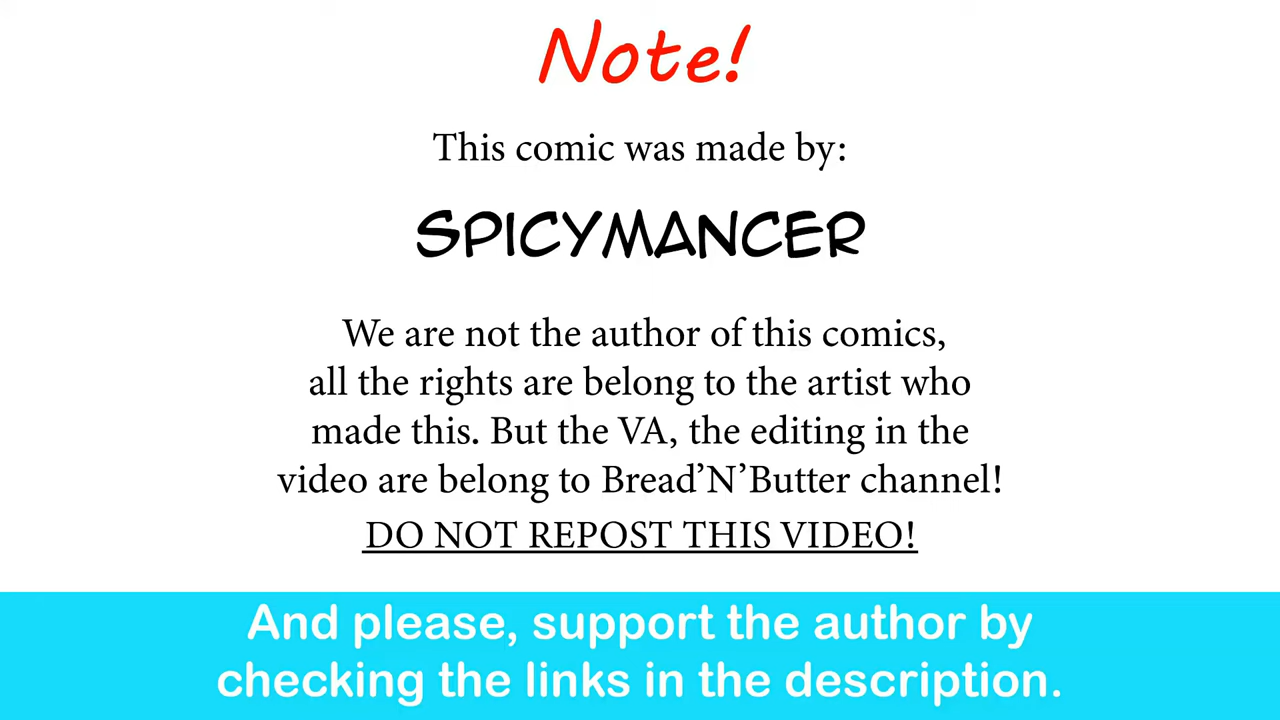 Note!
This comic was made by:
SPICYMANCER
We are not the author of this comics,
all the rights are belong to the artist who
made this. But the VA, the editing in the
video are belong to Bread’N’Butter channel!
DO NOT REPOST THIS VIDEO!
And please, support the author by
checking the links in the description.